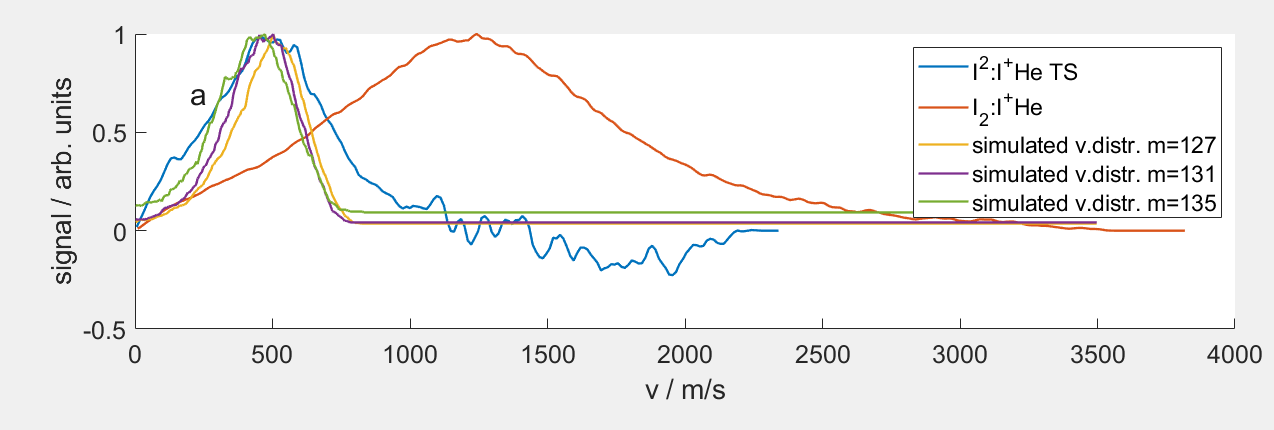 1
0.5
0
-0.5
signal / arb. units
a
I²:I⁺He TS
I₂:I⁺He
simulated v.distr. m=127
simulated v.distr. m=131
simulated v.distr. m=135
0 500 1000 1500 2000 2500 3000 3500 4000
v / m/s